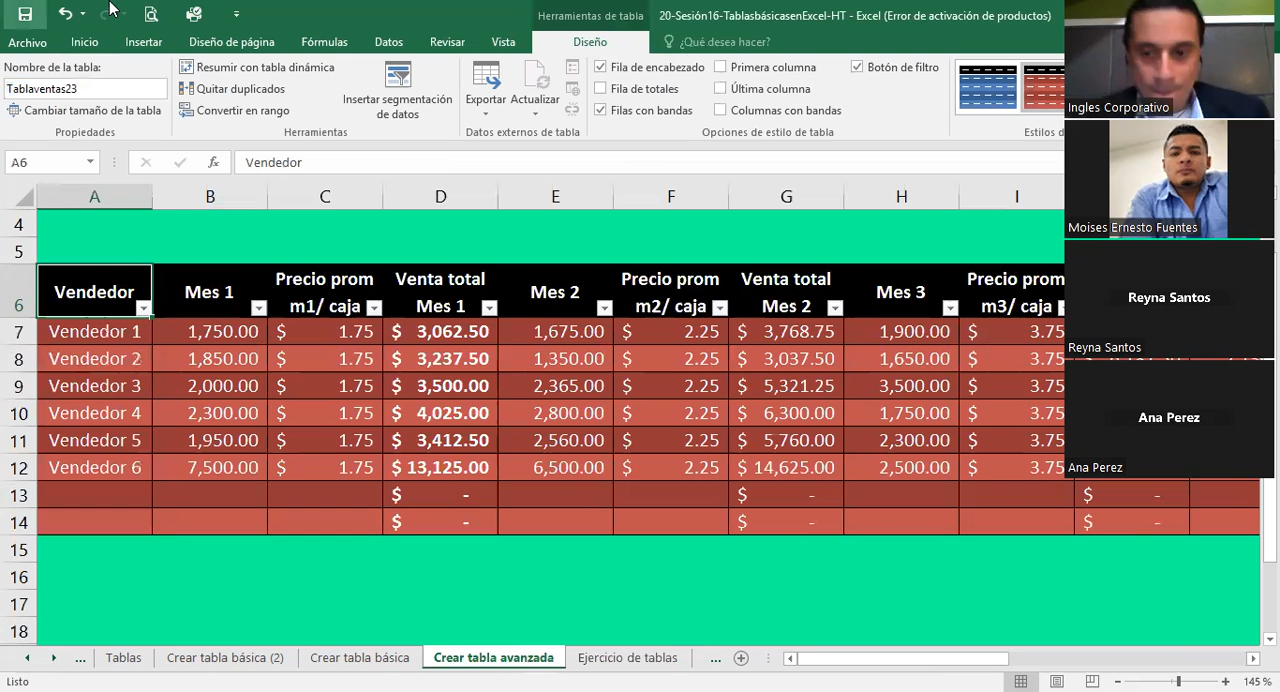 Herramientas de tabla
20-Sesión16-TablasbásicasenExcel-HT - Excel (Error de activación de productos)
Archivo Inicio Insertar Diseño de página Fórmulas Datos Revisar Vista Diseño ¿Qué desea hacer?
Nombre de la tabla:
Tablaventas23
Cambiar tamaño de la tabla
Propiedades
Resumir con tabla dinámica
Quitar duplicados
Convertir en rango
Insertar segmentación
de datos
Herramientas
Exportar Actualizar
Datos externos de tabla
Fila de encabezado Primera columna Botón de filtro
Fila de totales Última columna
Filas con bandas Columnas con bandas
Opciones de estilo de tabla
Estilos d
A6 fx Vendedor
A B C D E F G H I
4
5
6 Vendedor Mes 1 Precio prom m1/ caja Venta total Mes 1 Mes 2 Precio prom m2/ caja Venta total Mes 2 Mes 3 Precio prom m3/ caja
7 Vendedor 1 1,750.00 $ 1.75 $ 3,062.50 1,675.00 $ 2.25 $ 3,768.75 1,900.00 $ 3.75
8 Vendedor 2 1,850.00 $ 1.75 $ 3,237.50 1,350.00 $ 2.25 $ 3,037.50 1,650.00 $ 3.75
9 Vendedor 3 2,000.00 $ 1.75 $ 3,500.00 2,365.00 $ 2.25 $ 5,321.25 3,500.00 $ 3.75
10 Vendedor 4 2,300.00 $ 1.75 $ 4,025.00 2,800.00 $ 2.25 $ 6,300.00 1,750.00 $ 3.75
11 Vendedor 5 1,950.00 $ 1.75 $ 3,412.50 2,560.00 $ 2.25 $ 5,760.00 2,300.00 $ 3.75
12 Vendedor 6 7,500.00 $ 1.75 $ 13,125.00 6,500.00 $ 2.25 $ 14,625.00 2,500.00 $ 3.75
13 $ - $ - $ -
14 $ - $ - $ -
15
16
17
18
... Tablas Crear tabla básica (2) Crear tabla básica Crear tabla avanzada Ejercicio de tablas ...
Listo 145 %
Ingles Corporativo
Moises Ernesto Fuentes
Reyna Santos
Reyna Santos
Ana Perez
Ana Perez